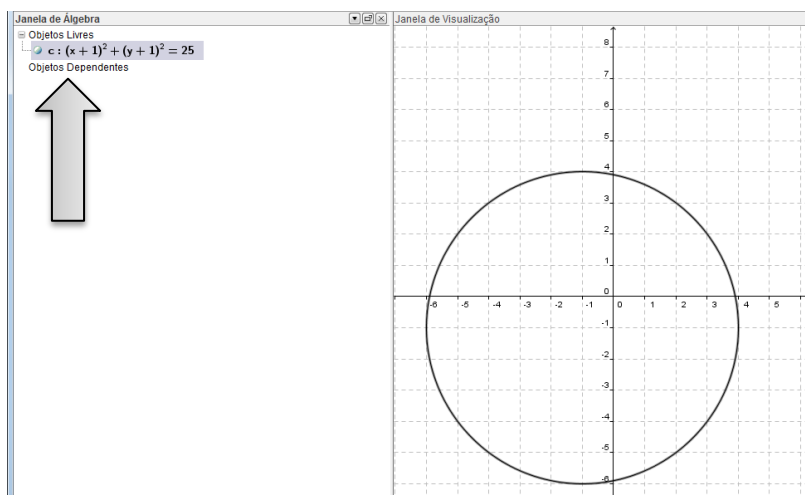 Janela de Álgebra
Objetos Livres
c : (x + 1)² + (y + 1)² = 25
Objetos Dependentes
Janela de Visualização
8
7
6
5
4
3
2
1
0
-6 -5 -4 -3 -2 -1 0 1 2 3 4 5
-1
-2
-3
-4
-5
-6